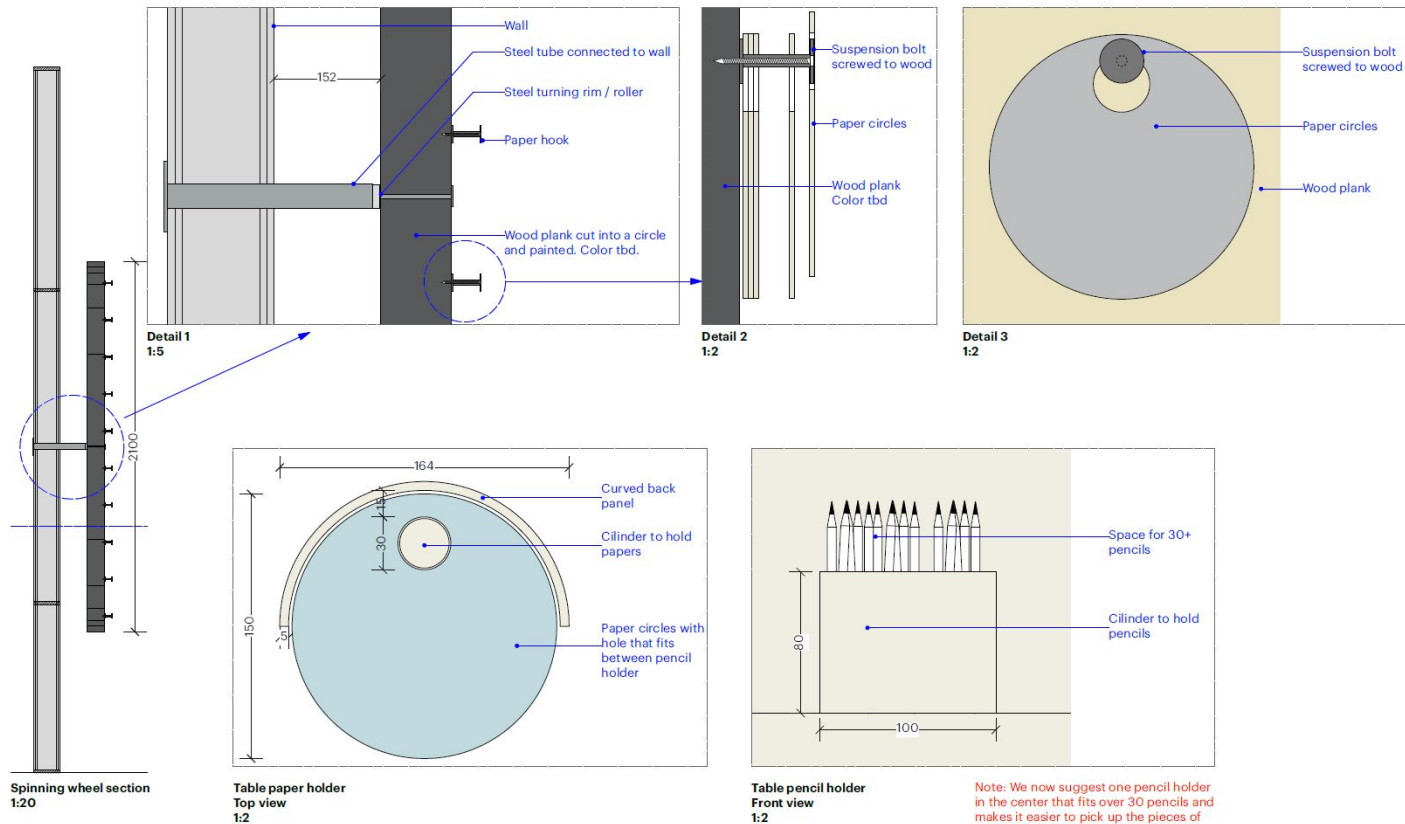 Wall
Steel tube connected to wall
152
Steel turning rim / roller
Paper hook
Wood plank cut into a circle
and painted. Color tbd.
Detail 1
1:5
Suspension bolt
screwed to wood
Paper circles
Wood plank
Color tbd
Detail 2
1:2
Suspension bolt
screwed to wood
Paper circles
Wood plank
Detail 3
1:2
2100
Spinning wheel section
1:20
164
15
30
150
5
Curved back
panel
Cilinder to hold
papers
Paper circles with
hole that fits
between pencil
holder
Table paper holder
Top view
1:2
Space for 30+
pencils
Cilinder to hold
pencils
80
100
Table pencil holder
Front view
1:2
Note: We now suggest one pencil holder
in the center that fits over 30 pencils and
makes it easier to pick up the pieces of